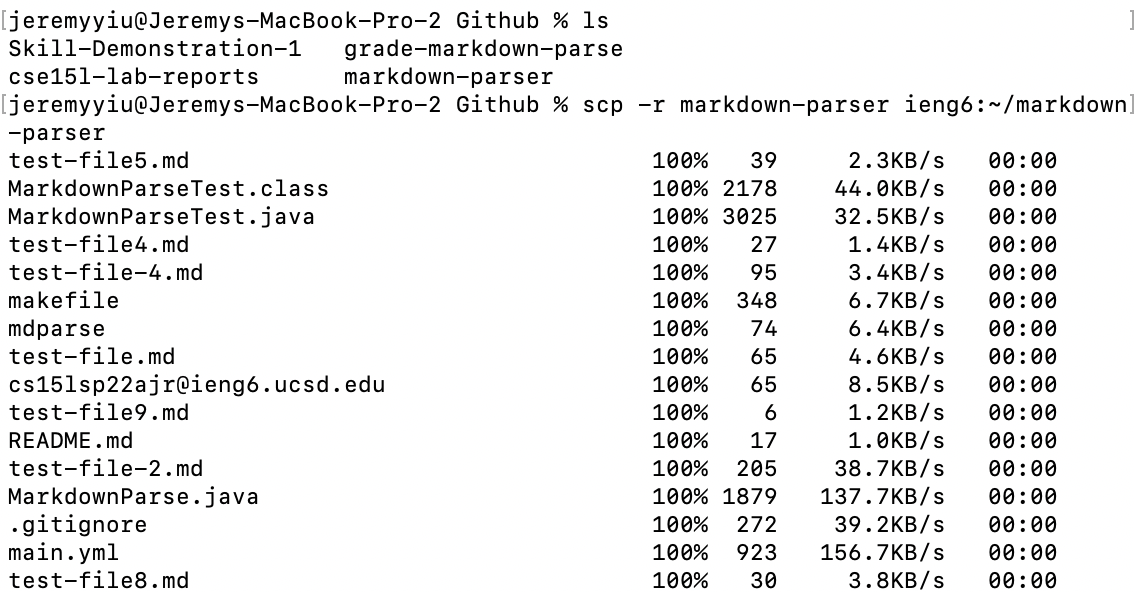 [jeremyyiu@Jeremys-MacBook-Pro-2 Github % ls ]
Skill-Demonstration-1   grade-markdown-parse
cse15l-lab-reports      markdown-parser
[jeremyyiu@Jeremys-MacBook-Pro-2 Github % scp -r markdown-parser ieng6:~/markdown]
-parser
test-file5.md 100% 39 2.3KB/s 00:00
MarkdownParseTest.class 100% 2178 44.0KB/s 00:00
MarkdownParseTest.java 100% 3025 32.5KB/s 00:00
test-file4.md 100% 27 1.4KB/s 00:00
test-file-4.md 100% 95 3.4KB/s 00:00
makefile 100% 348 6.7KB/s 00:00
mdparse 100% 74 6.4KB/s 00:00
test-file.md 100% 65 4.6KB/s 00:00
cs15lsp22ajr@ieng6.ucsd.edu 100% 65 8.5KB/s 00:00
test-file9.md 100% 6 1.2KB/s 00:00
README.md 100% 17 1.0KB/s 00:00
test-file-2.md 100% 205 38.7KB/s 00:00
MarkdownParse.java 100% 1879 137.7KB/s 00:00
.gitignore 100% 272 39.2KB/s 00:00
main.yml 100% 923 156.7KB/s 00:00
test-file8.md 100% 30 3.8KB/s 00:00